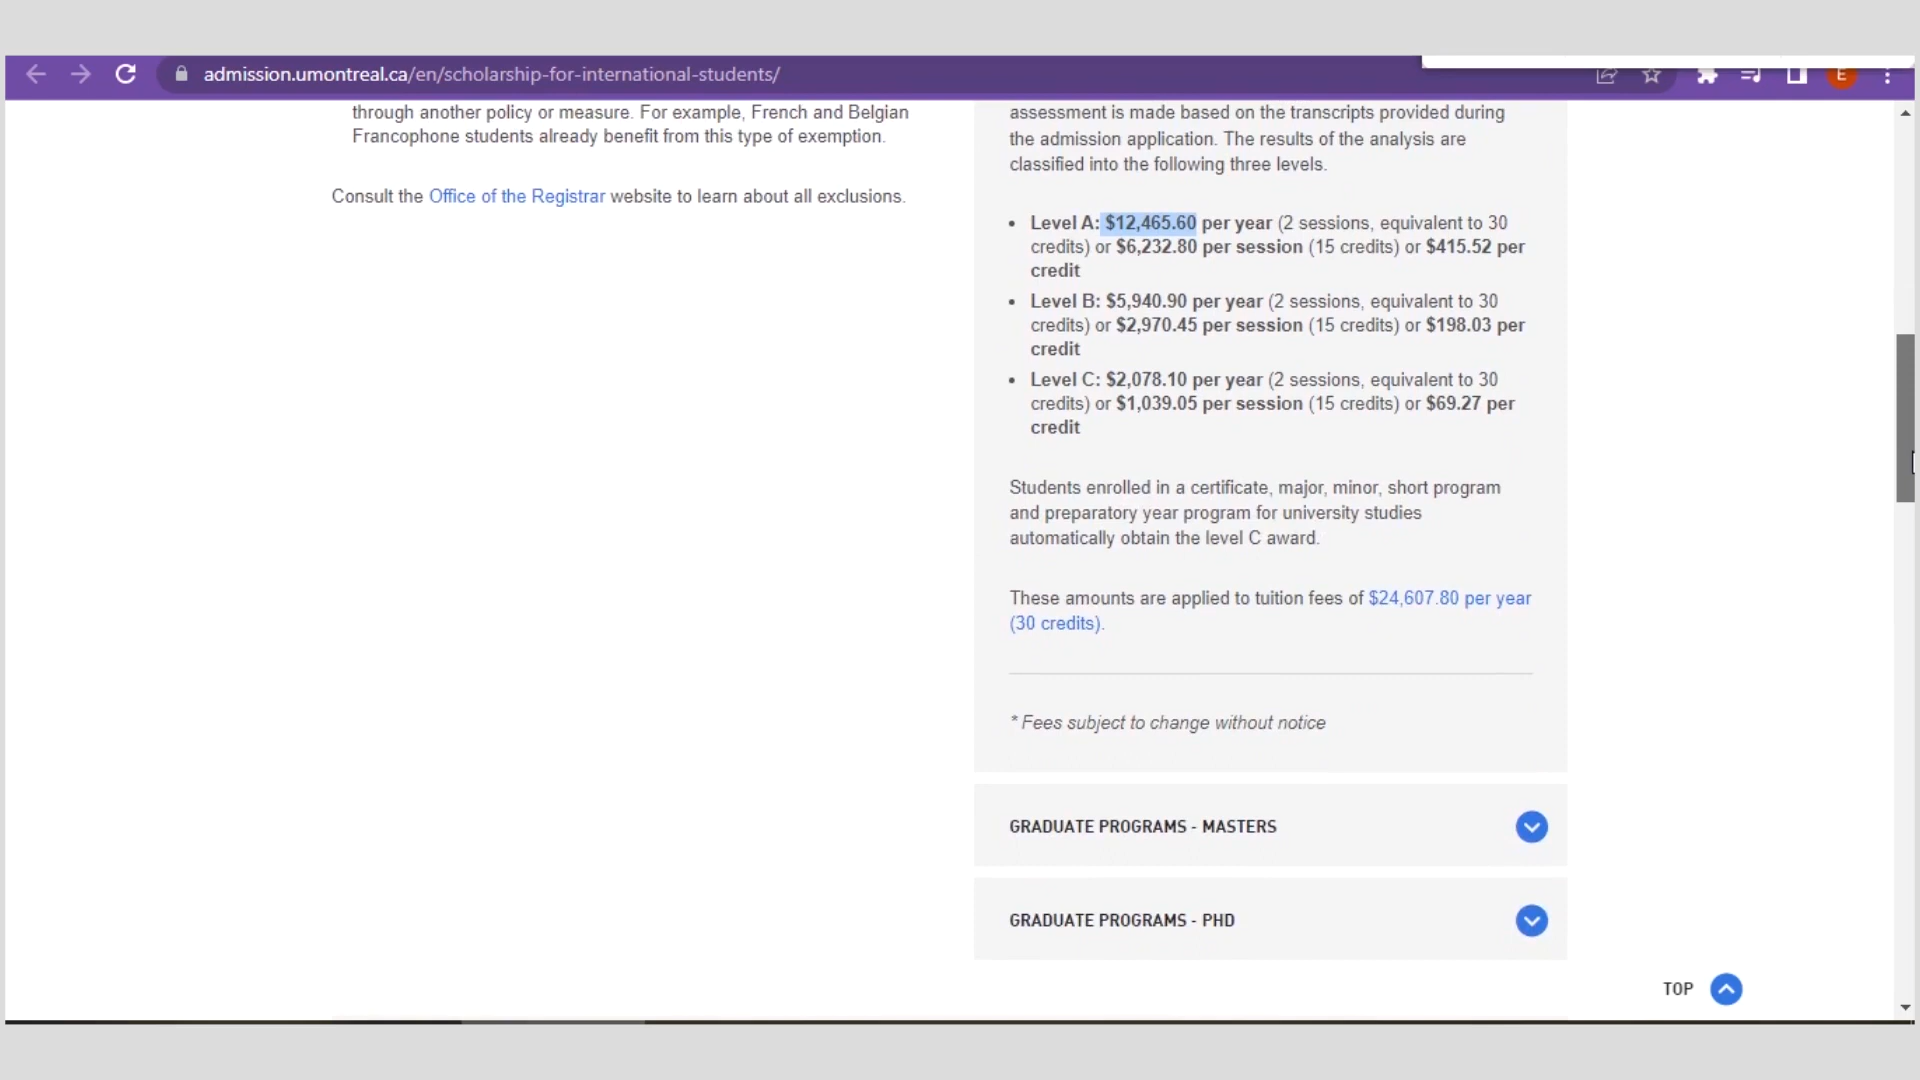 admission.umontreal.ca/en/scholarship-for-international-students/
E
through another policy or measure. For example, French and Belgian
Francophone students already benefit from this type of exemption.
Consult the Office of the Registrar website to learn about all exclusions.
assessment is made based on the transcripts provided during
the admission application. The results of the analysis are
classified into the following three levels.
• Level A: $12,465.60 per year (2 sessions, equivalent to 30
credits) or $6,232.80 per session (15 credits) or $415.52 per
credit
• Level B: $5,940.90 per year (2 sessions, equivalent to 30
credits) or $2,970.45 per session (15 credits) or $198.03 per
credit
• Level C: $2,078.10 per year (2 sessions, equivalent to 30
credits) or $1,039.05 per session (15 credits) or $69.27 per
credit
Students enrolled in a certificate, major, minor, short program
and preparatory year program for university studies
automatically obtain the level C award.
These amounts are applied to tuition fees of $24,607.80 per year
(30 credits).
* Fees subject to change without notice
GRADUATE PROGRAMS - MASTERS
GRADUATE PROGRAMS - PHD
TOP